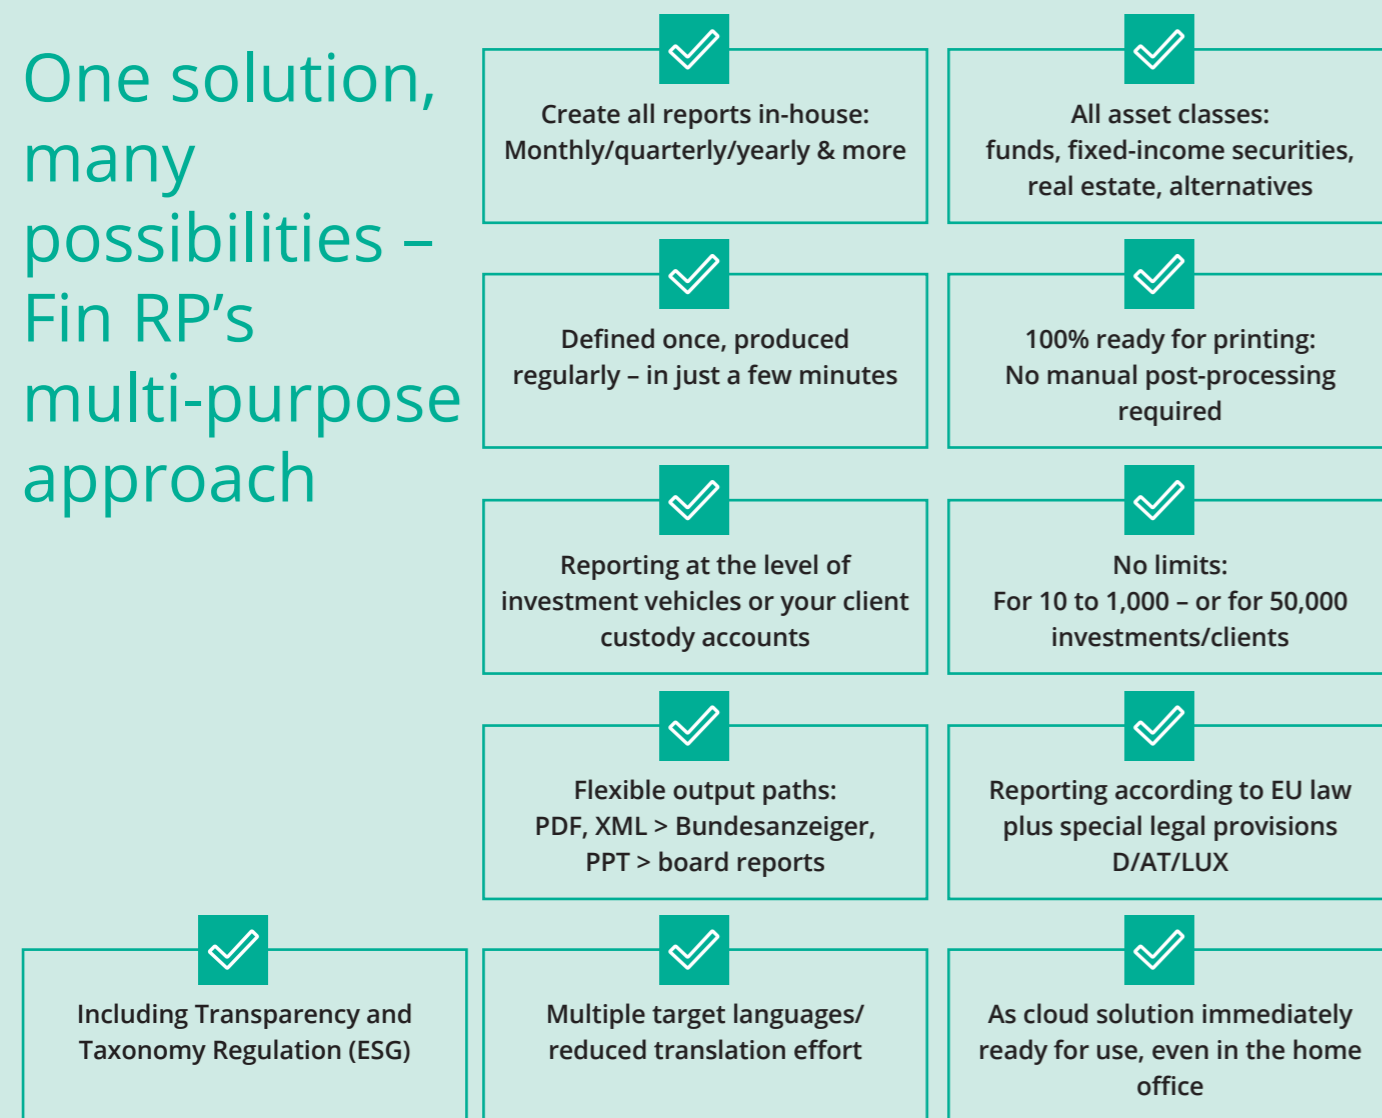 One solution,
many
possibilities –
Fin RP’s
multi-purpose
approach
Create all reports in-house:
Monthly/quarterly/yearly & more
All asset classes:
funds, fixed-income securities,
real estate, alternatives
Defined once, produced
regularly – in just a few minutes
100% ready for printing:
No manual post-processing
required
Reporting at the level of
investment vehicles or your client
custody accounts
No limits:
For 10 to 1,000 – or for 50,000
investments/clients
Flexible output paths:
PDF, XML > Bundesanzeiger,
PPT > board reports
Reporting according to EU law
plus special legal provisions
D/AT/LUX
Including Transparency and
Taxonomy Regulation (ESG)
Multiple target languages/
reduced translation effort
As cloud solution immediately
ready for use, even in the home
office